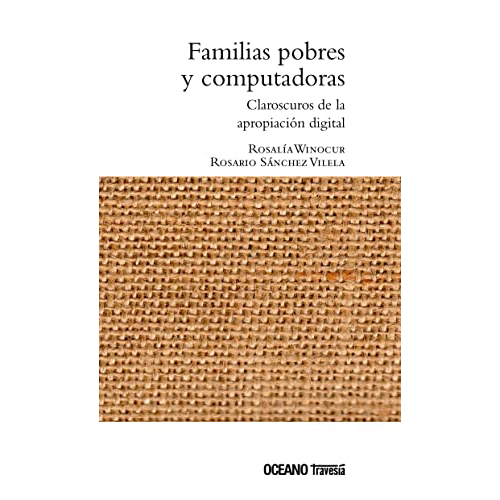 Familias pobres
y computadoras
Claroscuros de la
apropiación digital
Rosalía Winocur
Rosario Sánchez Vilela
OCEANO Travesía